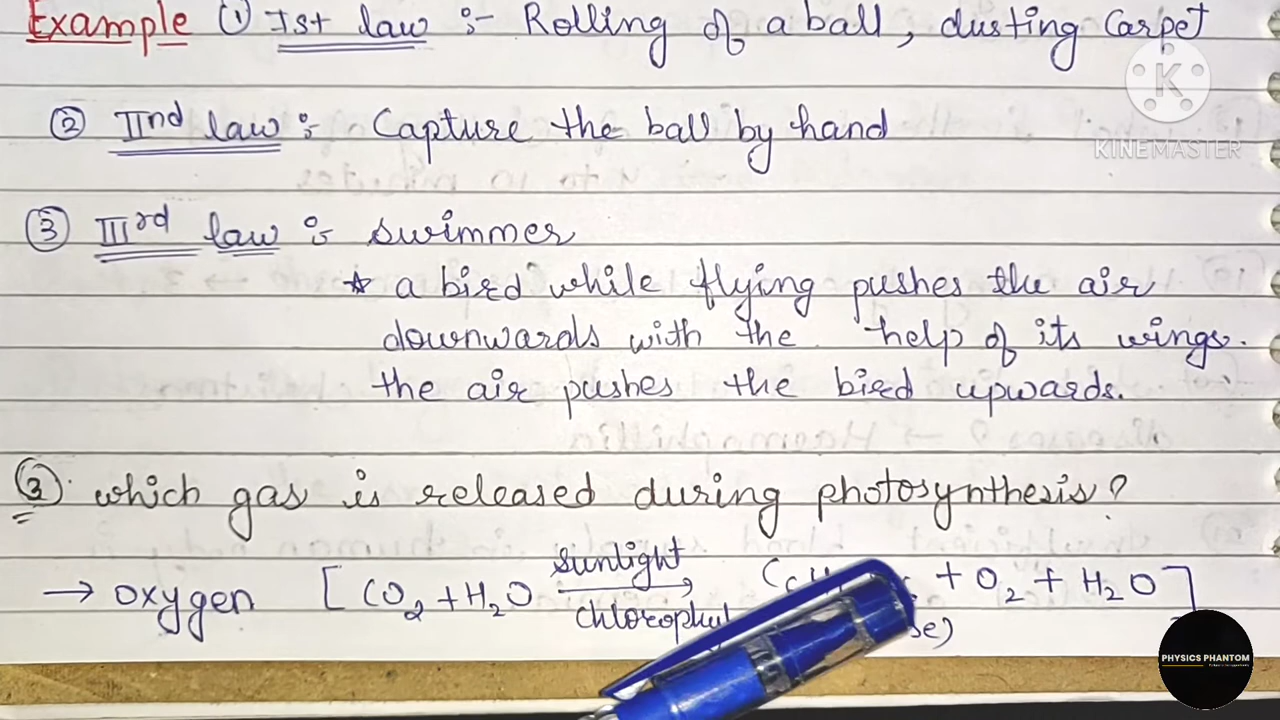 Example ① Ist law :- Rolling of a ball, dusting Carpet
② IInd law : Capture the ball by hand
③ IIIrd law : swimmer
☆ a bird while flying pushes the air
downwards with the help of its wings.
the air pushes the bird upwards.
②. which gas is released during photosynthesis?
sunlight
→ oxygen [CO₂ + H₂O → + O₂ + H₂O]
KINEMASTER
PHYSICS PHANTOM